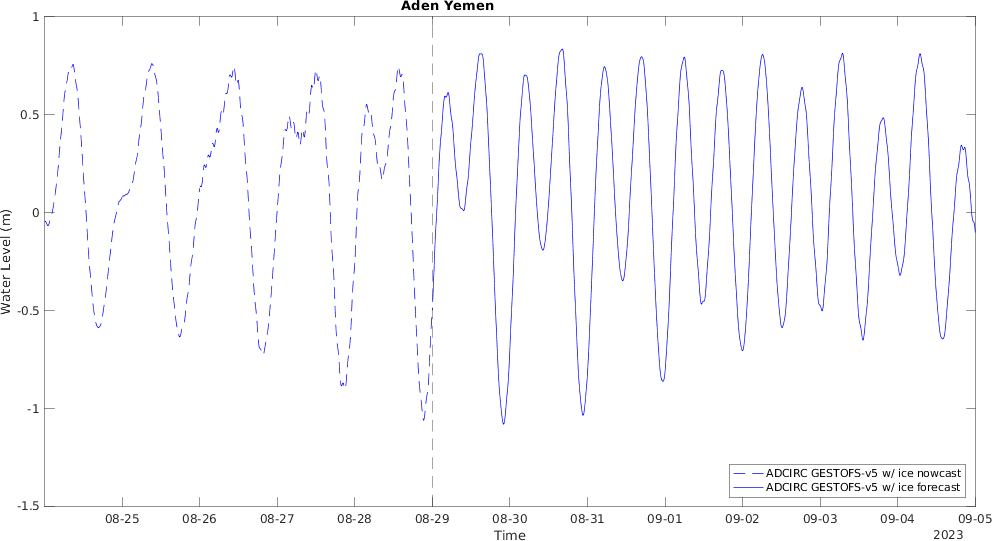 Aden Yemen
1
0.5
0
-0.5
-1
-1.5
Water Level (m)
08-25 08-26 08-27 08-28 08-29 08-30 08-31 09-01 09-02 09-03 09-04 09-05
Time
2023
ADCIRC GESTOFS-v5 w/ ice nowcast
ADCIRC GESTOFS-v5 w/ ice forecast